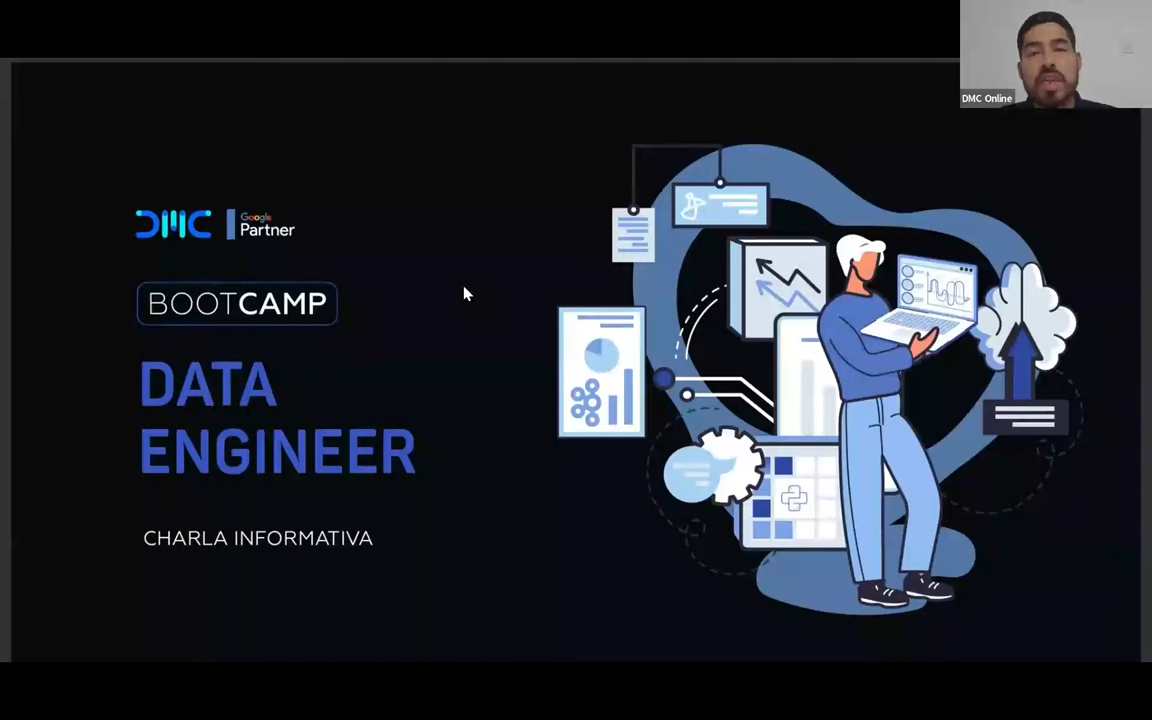 DMC Online
DMC
Google
Partner
BOOTCAMP
DATA
ENGINEER
CHARLA INFORMATIVA